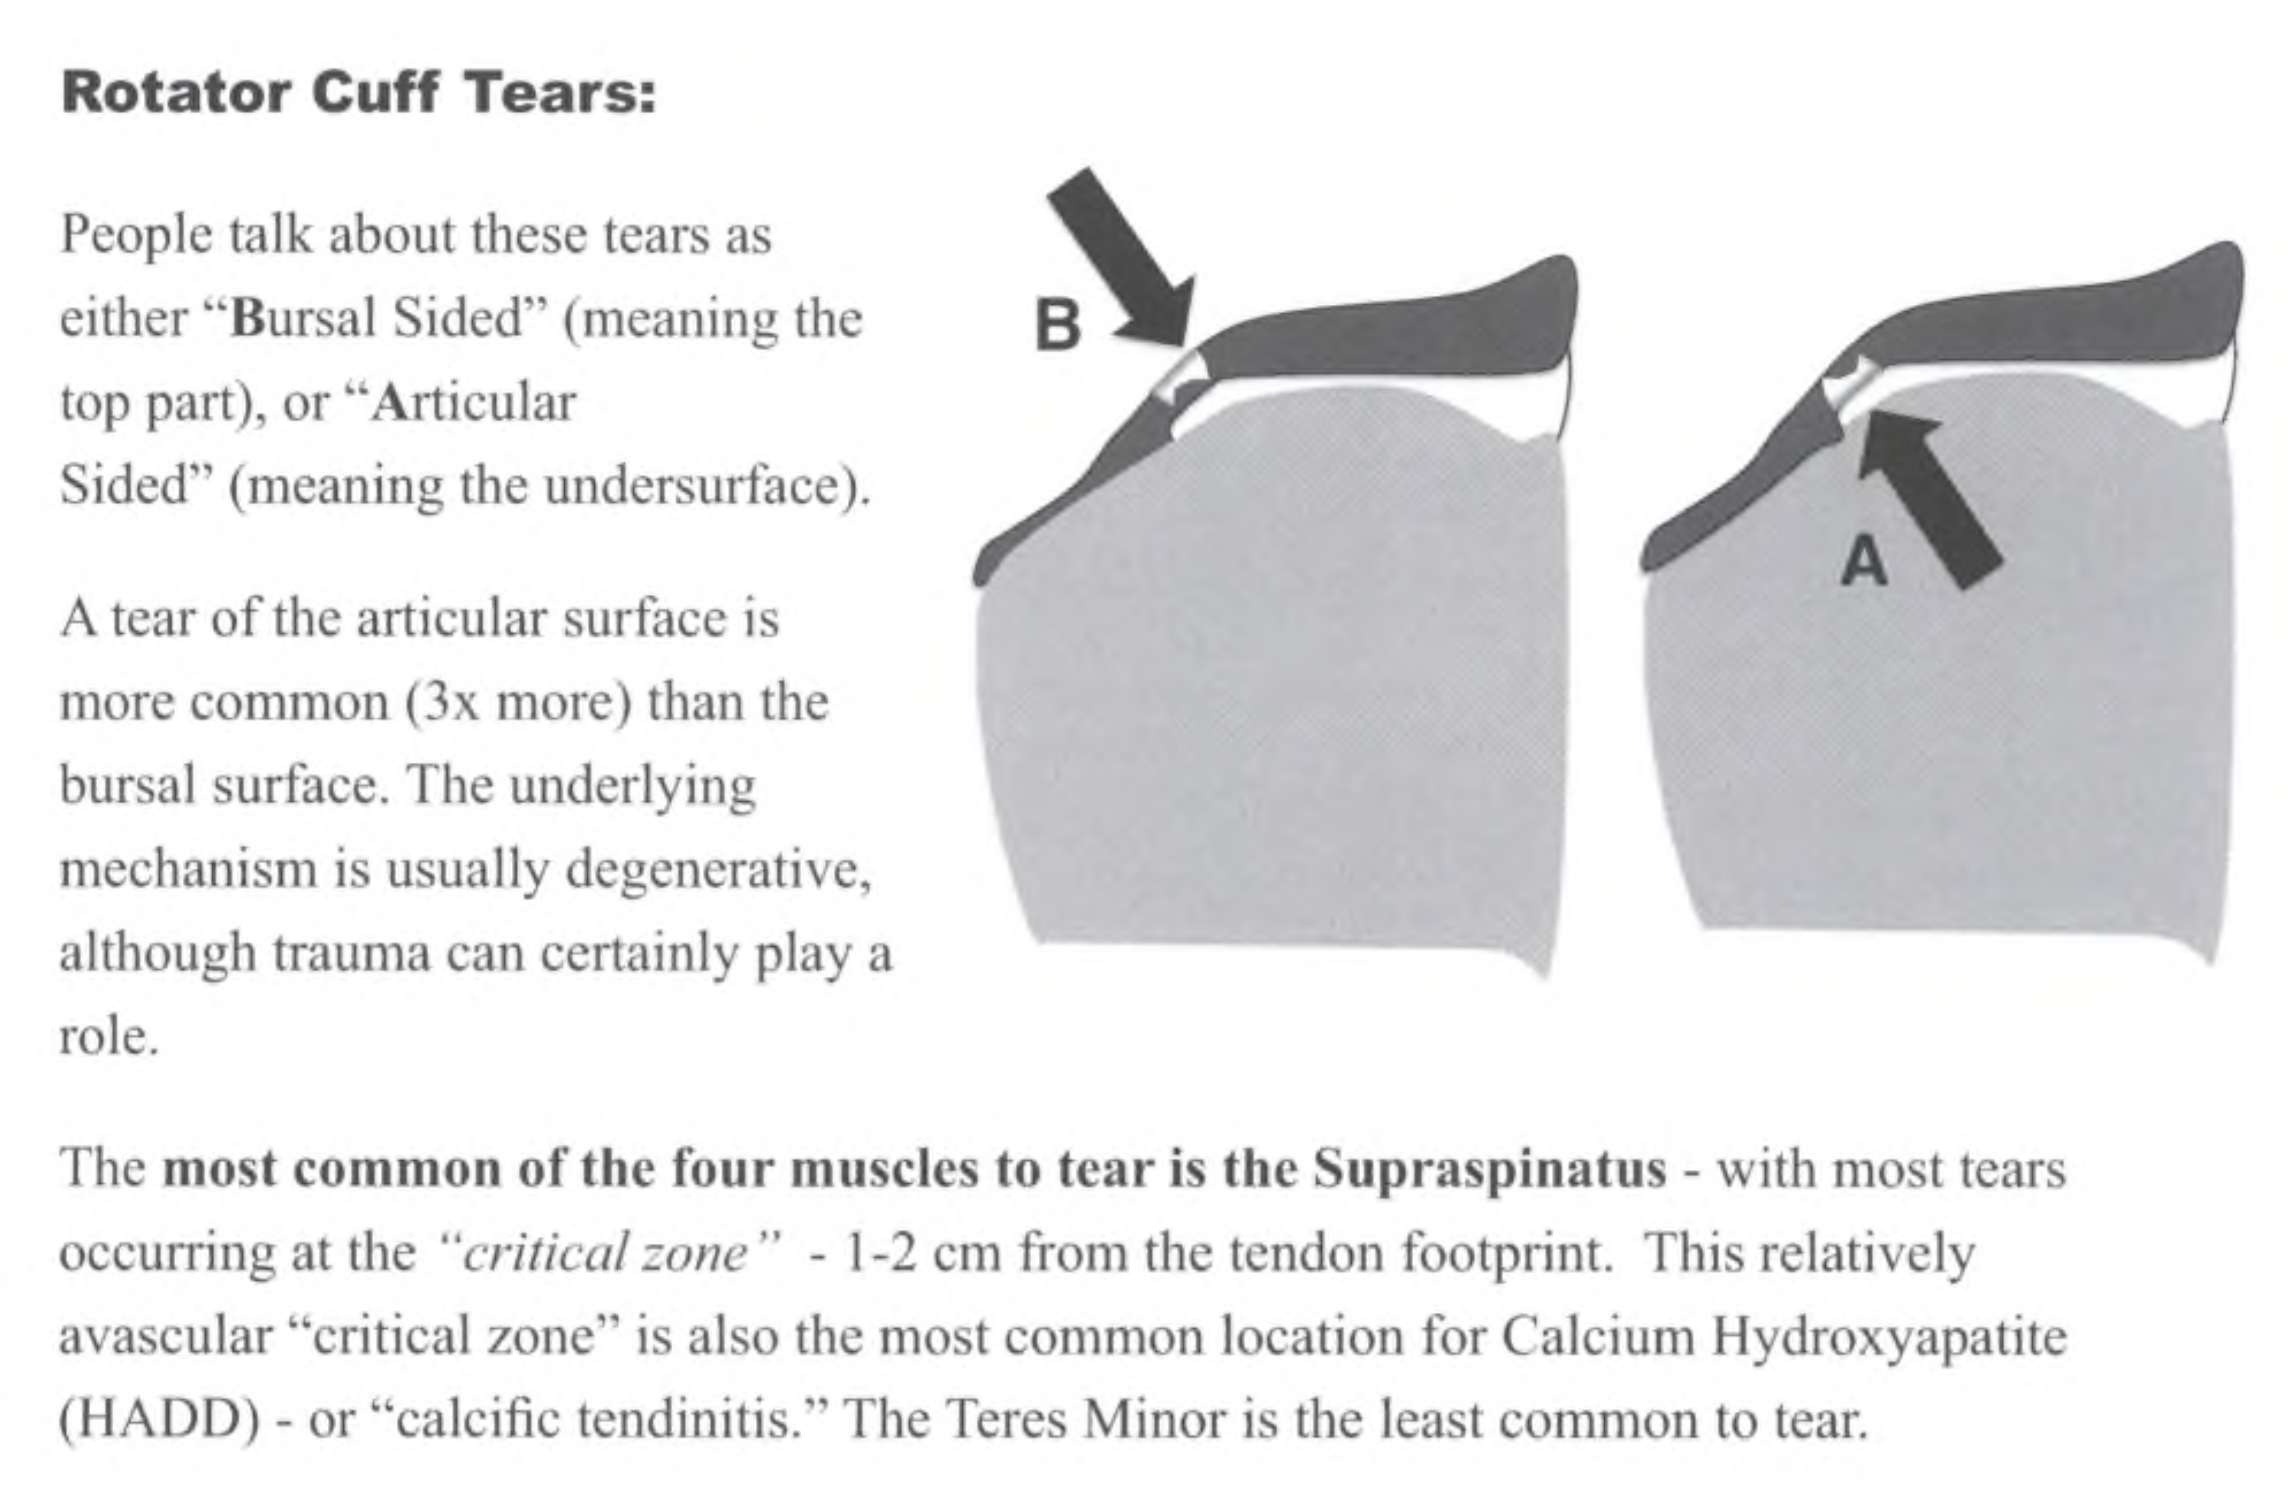 Rotator Cuff Tears:
People talk about these tears as
either “Bursal Sided” (meaning the
top part), or “Articular
Sided” (meaning the undersurface).
A tear of the articular surface is
more common (3x more) than the
bursal surface. The underlying
mechanism is usually degenerative,
although trauma can certainly play a
role.
B
A
The most common of the four muscles to tear is the Supraspinatus - with most tears
occurring at the “critical zone” - 1-2 cm from the tendon footprint. This relatively
avascular “critical zone” is also the most common location for Calcium Hydroxyapatite
(HADD) - or “calcific tendinitis.” The Teres Minor is the least common to tear.